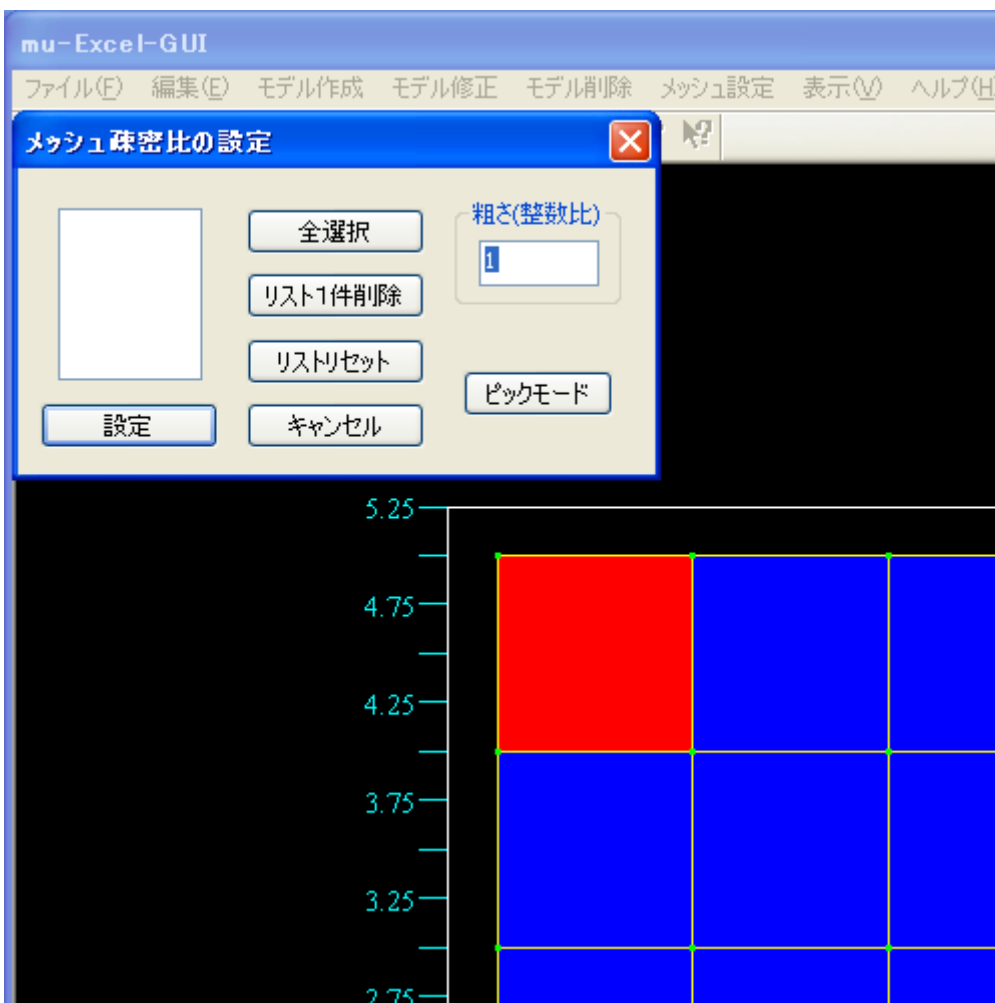 mu-Excel-GUI
ファイル(F) 編集(E) モデル作成 モデル修正 モデル削除 メッシュ設定 表示(V) ヘルプ(H
メッシュ疎密比の設定
全選択
粗さ(整数比)
1
リスト1件削除
リストリセット
ピックモード
設定
キャンセル
5.25
4.75
4.25
3.75
3.25
2.75